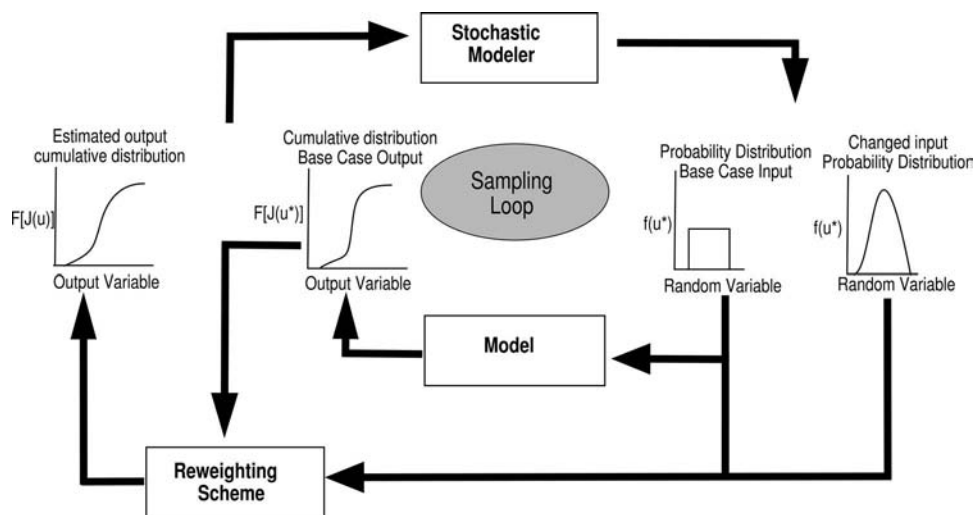 Stochastic
Modeler
Estimated output
cumulative distribution
F[J(u)]
Output Variable
Cumulative distribution
Base Case Output
F[J(u*)]
Output Variable
Sampling
Loop
Probability Distribution
Base Case Input
f(u*)
Random Variable
Changed input
Probability Distribution
f(u*)
Random Variable
Model
Reweighting
Scheme